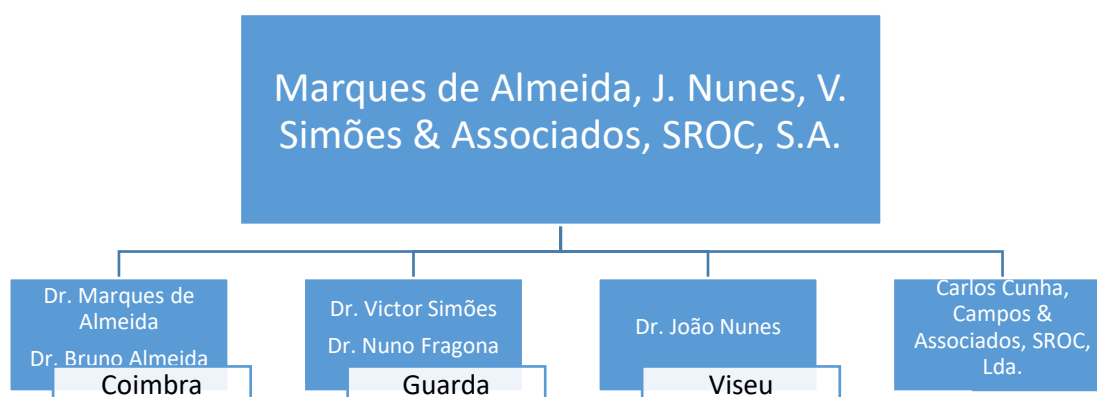 Marques de Almeida, J. Nunes, V.
Simões & Associados, SROC, S.A.
Dr. Marques de
Almeida
Dr. Bruno Almeida
Coimbra
Dr. Victor Simões
Dr. Nuno Fragona
Guarda
Dr. João Nunes
Viseu
Carlos Cunha,
Campos &
Associados, SROC,
Lda.